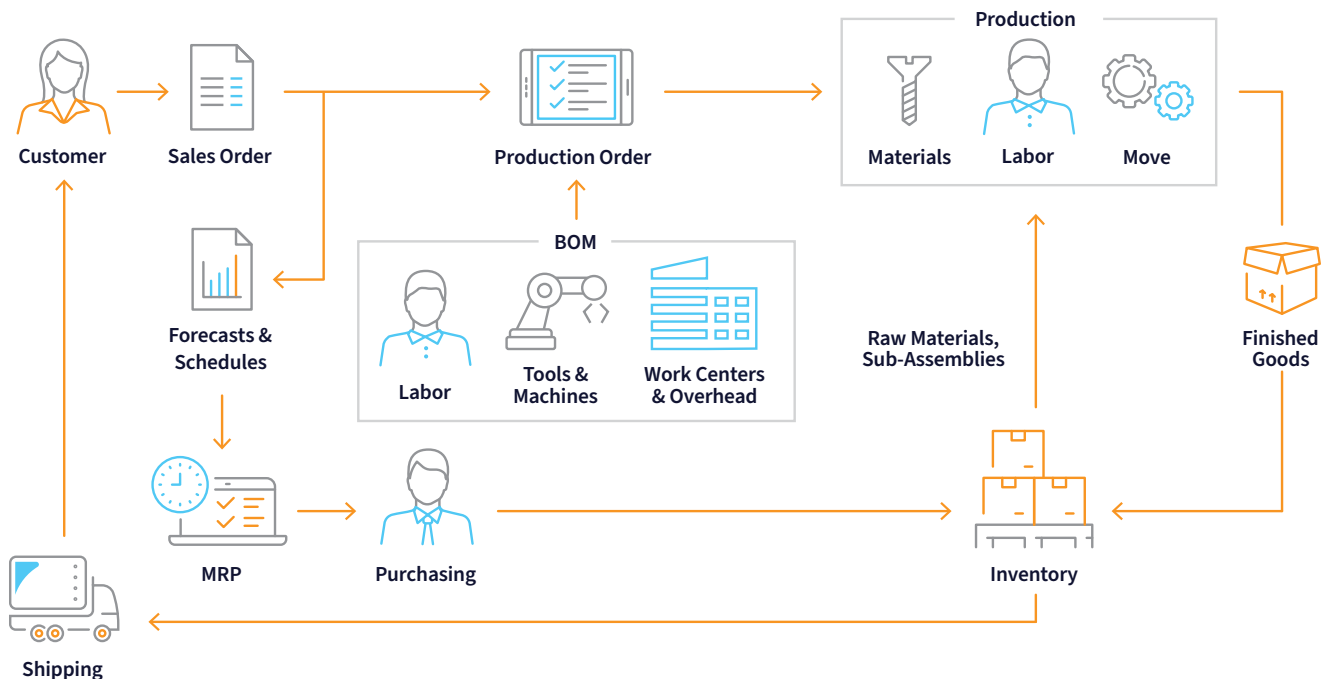 Production
Customer
Sales Order
Production Order
Materials
Labor
Move
BOM
Forecasts &
Schedules
Labor
Tools &
Machines
Work Centers
& Overhead
Raw Materials,
Sub-Assemblies
Finished
Goods
MRP
Purchasing
Inventory
Shipping